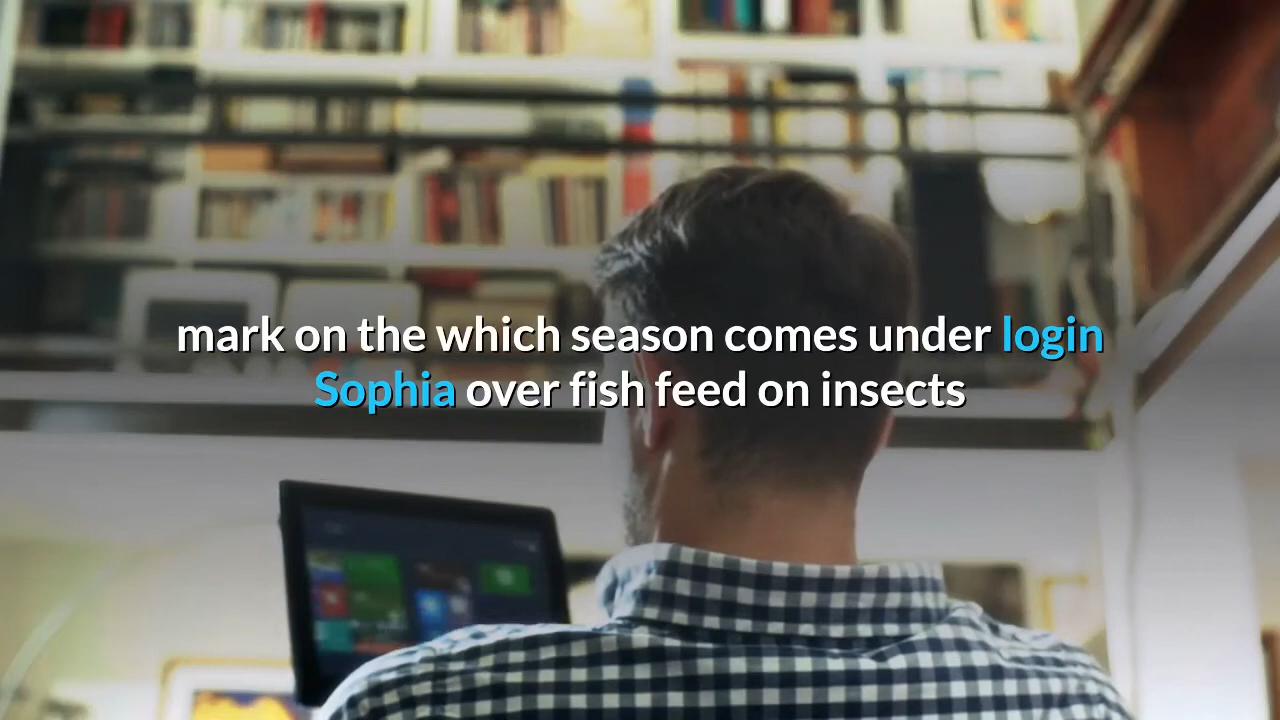 mark on the which season comes under login
Sophia over fish feed on insects